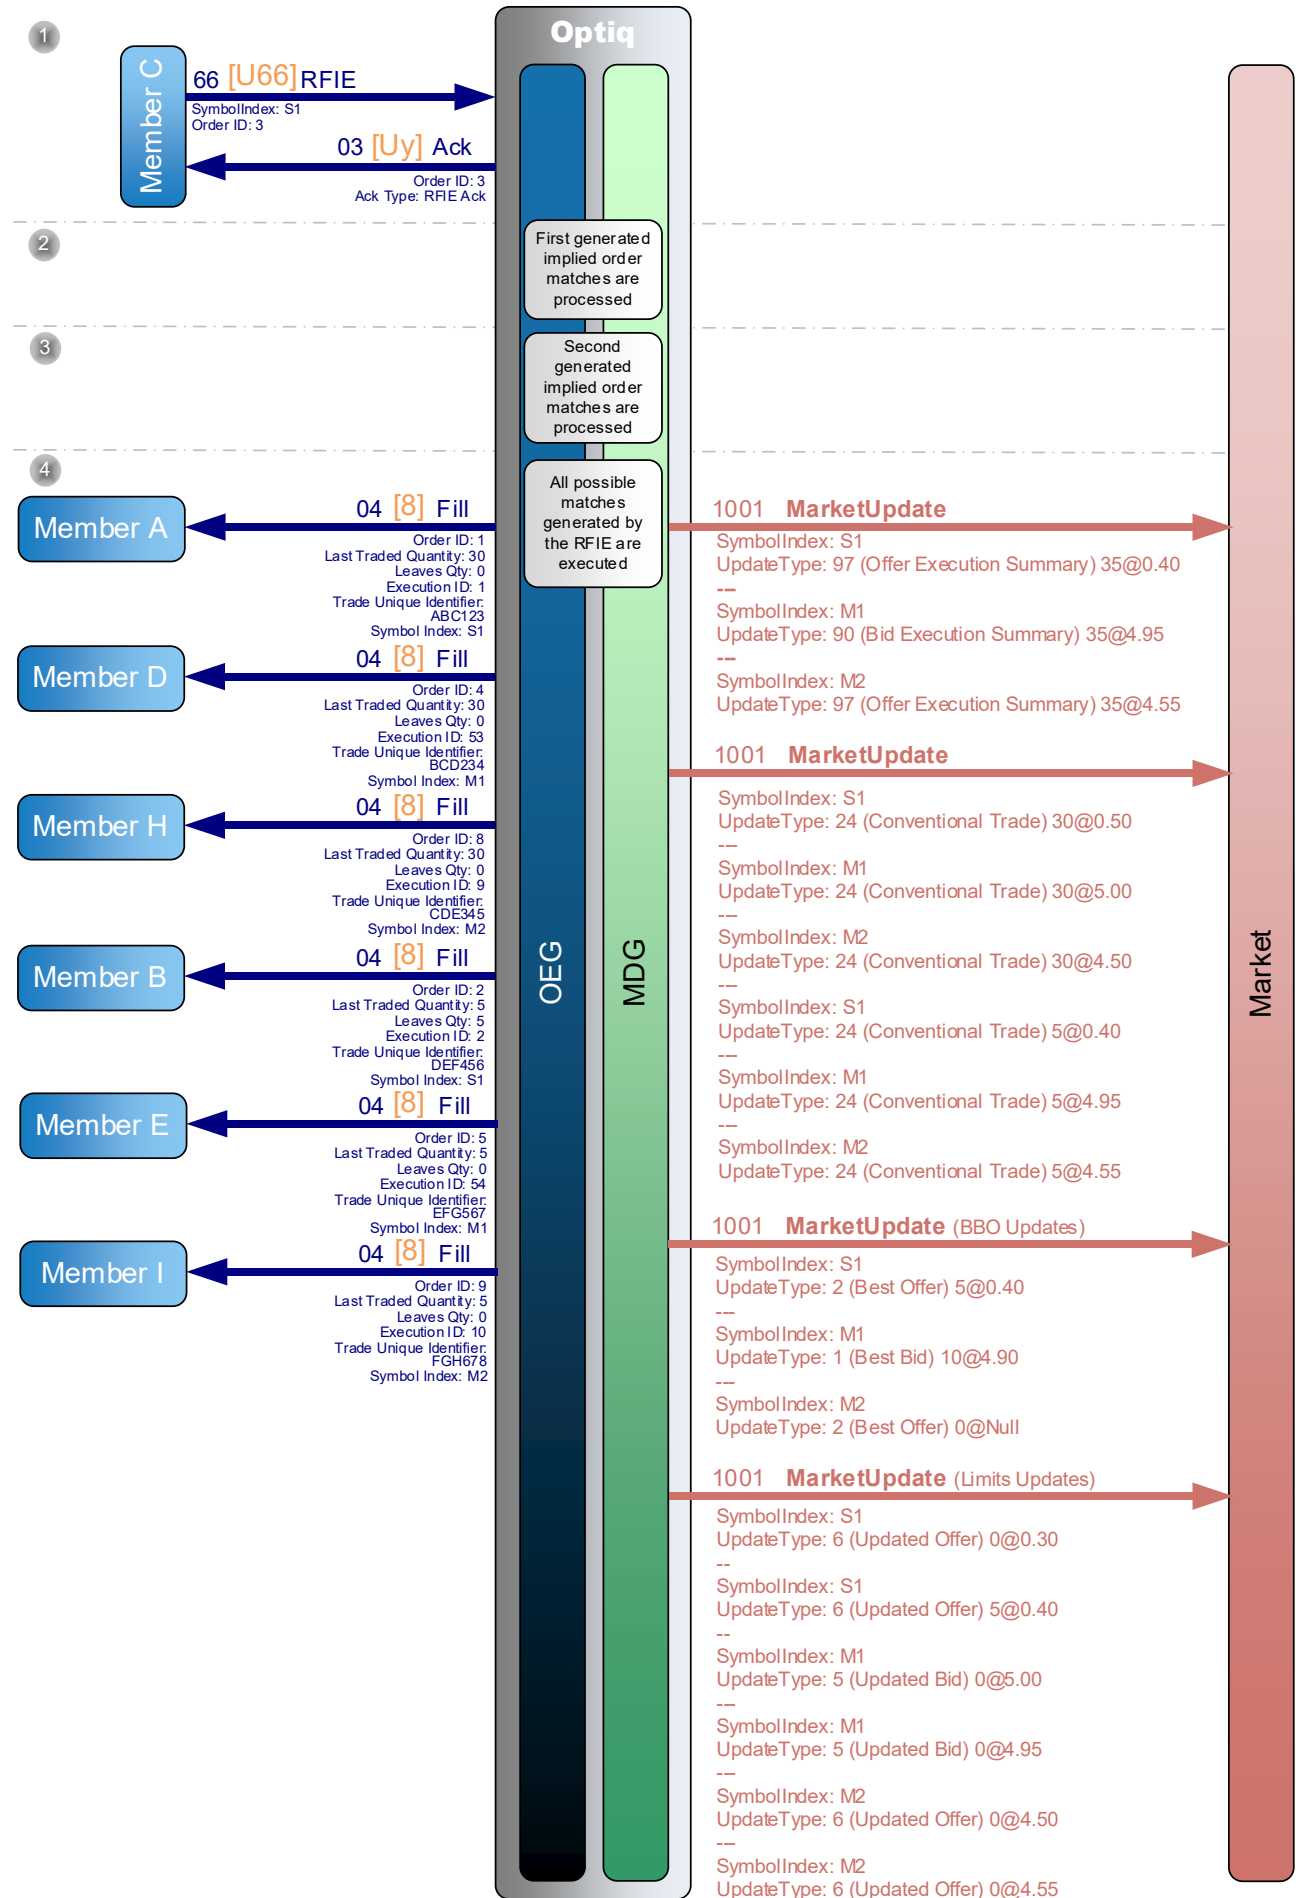 Optiq
1
Member C
66 [U66] RFIE
SymbolIndex: S1
Order ID: 3
03 [Uy] Ack
Order ID: 3
Ack Type: RFIE Ack
2
First generated
implied order
matches are
processed
3
Second
generated
implied order
matches are
processed
4
All possible
matches
generated by
the RFIE are
executed
OEG
MDG
Market
Member A
04 [8] Fill
Order ID: 1
Last Traded Quantity: 30
Leaves Qty: 0
Execution ID: 1
Trade Unique Identifier:
ABC123
Symbol Index: S1
Member D
04 [8] Fill
Order ID: 4
Last Traded Quantity: 30
Leaves Qty: 0
Execution ID: 53
Trade Unique Identifier:
BCD234
Symbol Index: M1
Member H
04 [8] Fill
Order ID: 8
Last Traded Quantity: 30
Leaves Qty: 0
Execution ID: 9
Trade Unique Identifier:
CDE345
Symbol Index: M2
Member B
04 [8] Fill
Order ID: 2
Last Traded Quantity: 5
Leaves Qty: 5
Execution ID: 2
Trade Unique Identifier:
DEF456
Symbol Index: S1
Member E
04 [8] Fill
Order ID: 5
Last Traded Quantity: 5
Leaves Qty: 0
Execution ID: 54
Trade Unique Identifier:
EFG567
Symbol Index: M1
Member I
04 [8] Fill
Order ID: 9
Last Traded Quantity: 5
Leaves Qty: 0
Execution ID: 10
Trade Unique Identifier:
FGH678
Symbol Index: M2
1001 MarketUpdate
SymbolIndex: S1
UpdateType: 97 (Offer Execution Summary) 35@0.40
---
SymbolIndex: M1
UpdateType: 90 (Bid Execution Summary) 35@4.95
---
SymbolIndex: M2
UpdateType: 97 (Offer Execution Summary) 35@4.55
1001 MarketUpdate
SymbolIndex: S1
UpdateType: 24 (Conventional Trade) 30@0.50
---
SymbolIndex: M1
UpdateType: 24 (Conventional Trade) 30@5.00
---
SymbolIndex: M2
UpdateType: 24 (Conventional Trade) 30@4.50
---
SymbolIndex: S1
UpdateType: 24 (Conventional Trade) 5@0.40
---
SymbolIndex: M1
UpdateType: 24 (Conventional Trade) 5@4.95
---
SymbolIndex: M2
UpdateType: 24 (Conventional Trade) 5@4.55
1001 MarketUpdate (BBO Updates)
SymbolIndex: S1
UpdateType: 2 (Best Offer) 5@0.40
---
SymbolIndex: M1
UpdateType: 1 (Best Bid) 10@4.90
---
SymbolIndex: M2
UpdateType: 2 (Best Offer) 0@Null
1001 MarketUpdate (Limits Updates)
SymbolIndex: S1
UpdateType: 6 (Updated Offer) 0@0.30
--
SymbolIndex: S1
UpdateType: 6 (Updated Offer) 5@0.40
--
SymbolIndex: M1
UpdateType: 5 (Updated Bid) 0@5.00
---
SymbolIndex: M1
UpdateType: 5 (Updated Bid) 0@4.95
---
SymbolIndex: M2
UpdateType: 6 (Updated Offer) 0@4.50
---
SymbolIndex: M2
UpdateType: 6 (Updated Offer) 0@4.55